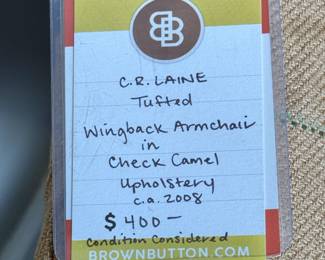 C.R. LAINE
Tufted
Wingback Armchair
in
Check Camel
Upholstery
c.a. 2008
$ 400 —
Condition Considered
BROWNBUTTON.COM